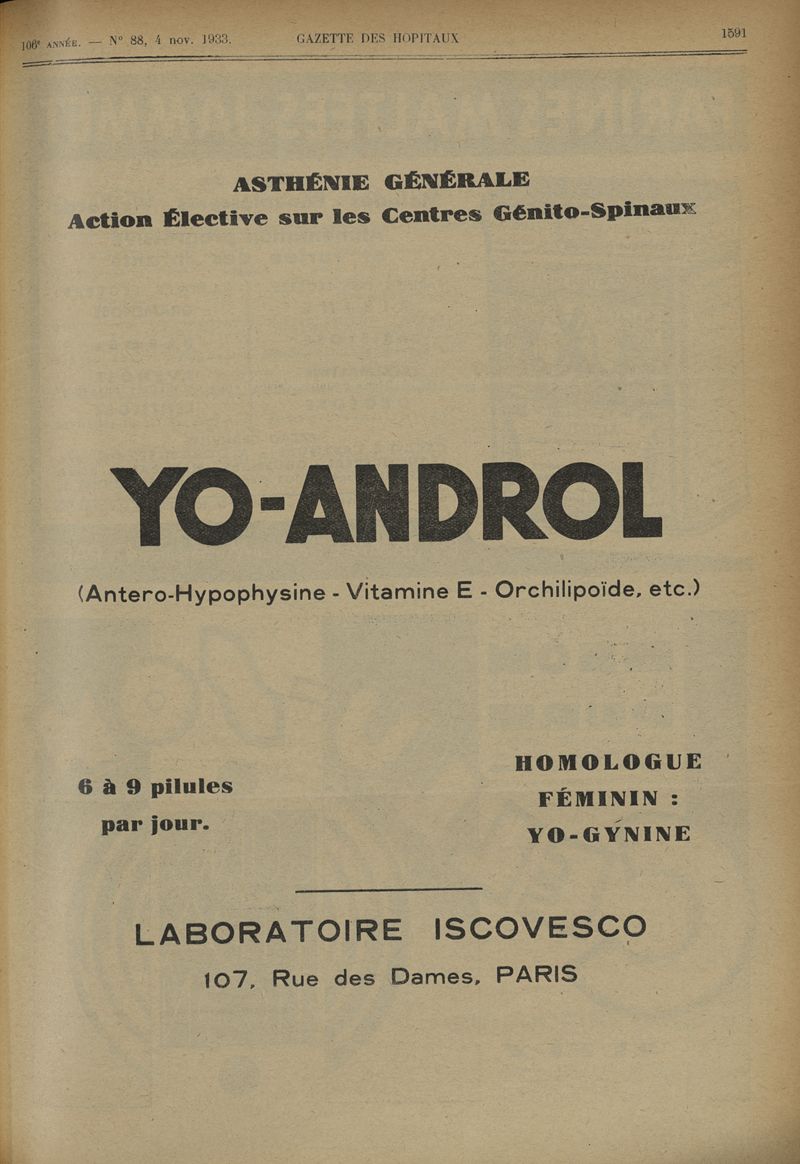 106e ANNÉE. — N° 88, 4 nov. 1933. GAZETTE DES HOPITAUX 1591
ASTHÉNIE GÉNÉRALE
Action Élective sur les Centres Génito-Spinaux
YO-ANDROL
(Antero-Hypophysine - Vitamine E - Orchilipoïde, etc.)
6 à 9 pilules
par jour.
HOMOLOGUE
FÉMININ :
YO-GYNINE
LABORATOIRE ISCOVESCO
107, Rue des Dames, PARIS